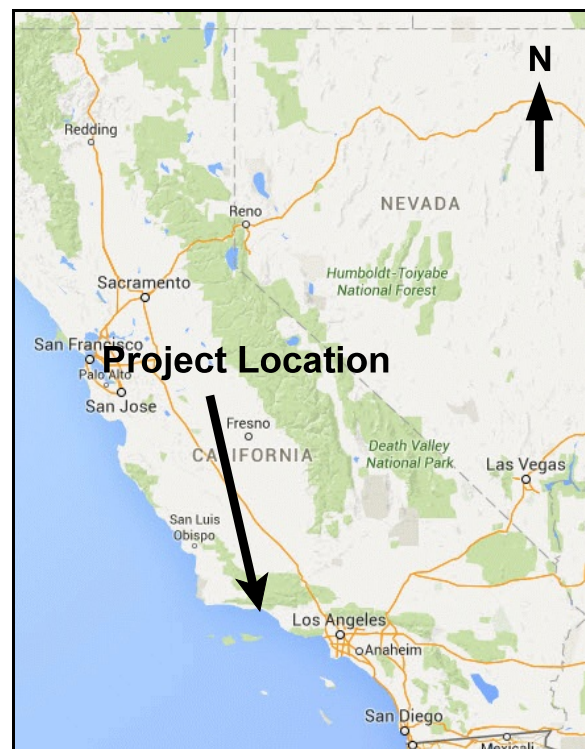 N
Redding
Reno
NEVADA
Humboldt-Toiyabe
National Forest
Sacramento
San Francisco
Project Location
Palo Alto
San Jose
Fresno
CALIFORNIA
Death Valley
National Park
Las Vegas
San Luis
Obispo
Los Angeles
Anaheim
San Diego
Mexicali